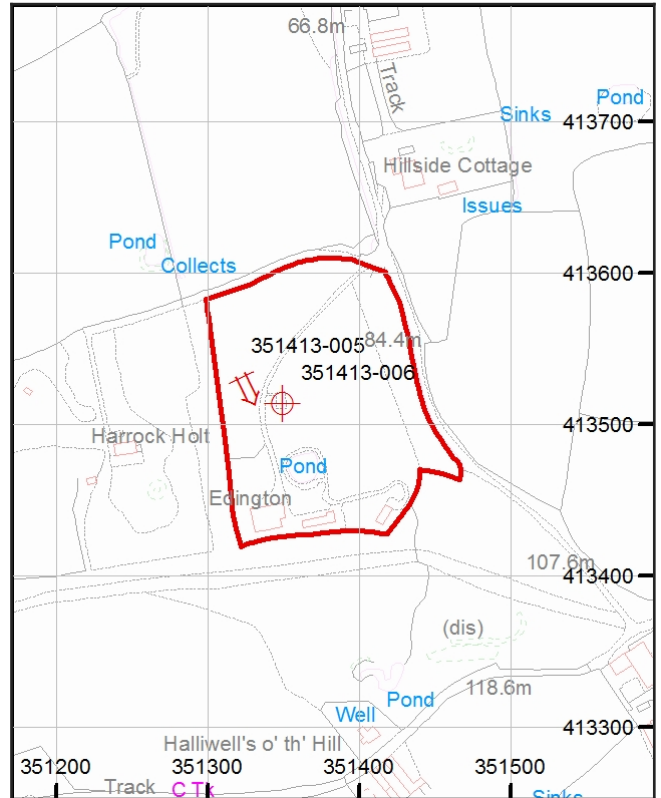 66.8m
Track
Pond
Sinks
413700
Hillside Cottage
Issues
Pond
Collects
413600
351413-005
84.4m
351413-006
413500
Harrock Holt
Pond
Edington
107.6m
413400
(dis)
118.6m
Pond
Well
413300
Halliwell's o' th' Hill
351200
351300
351400
351500
Track
C Tk
Sinks